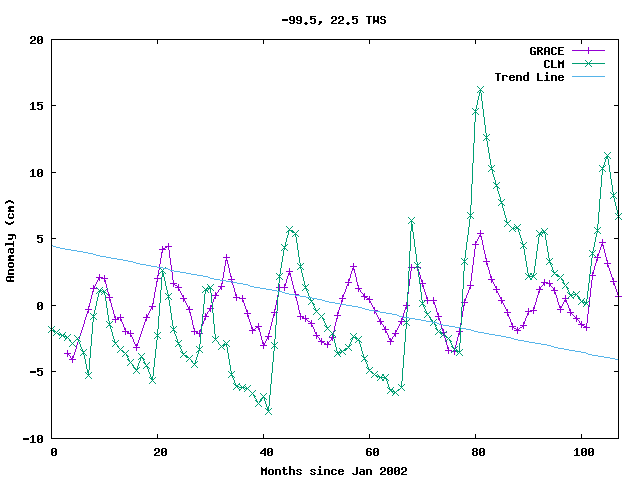 -99.5, 22.5 TWS
GRACE
CLM
Trend Line
20
15
10
5
0
-5
-10
Anomaly (cm)
0 20 40 60 80 100
Months since Jan 2002